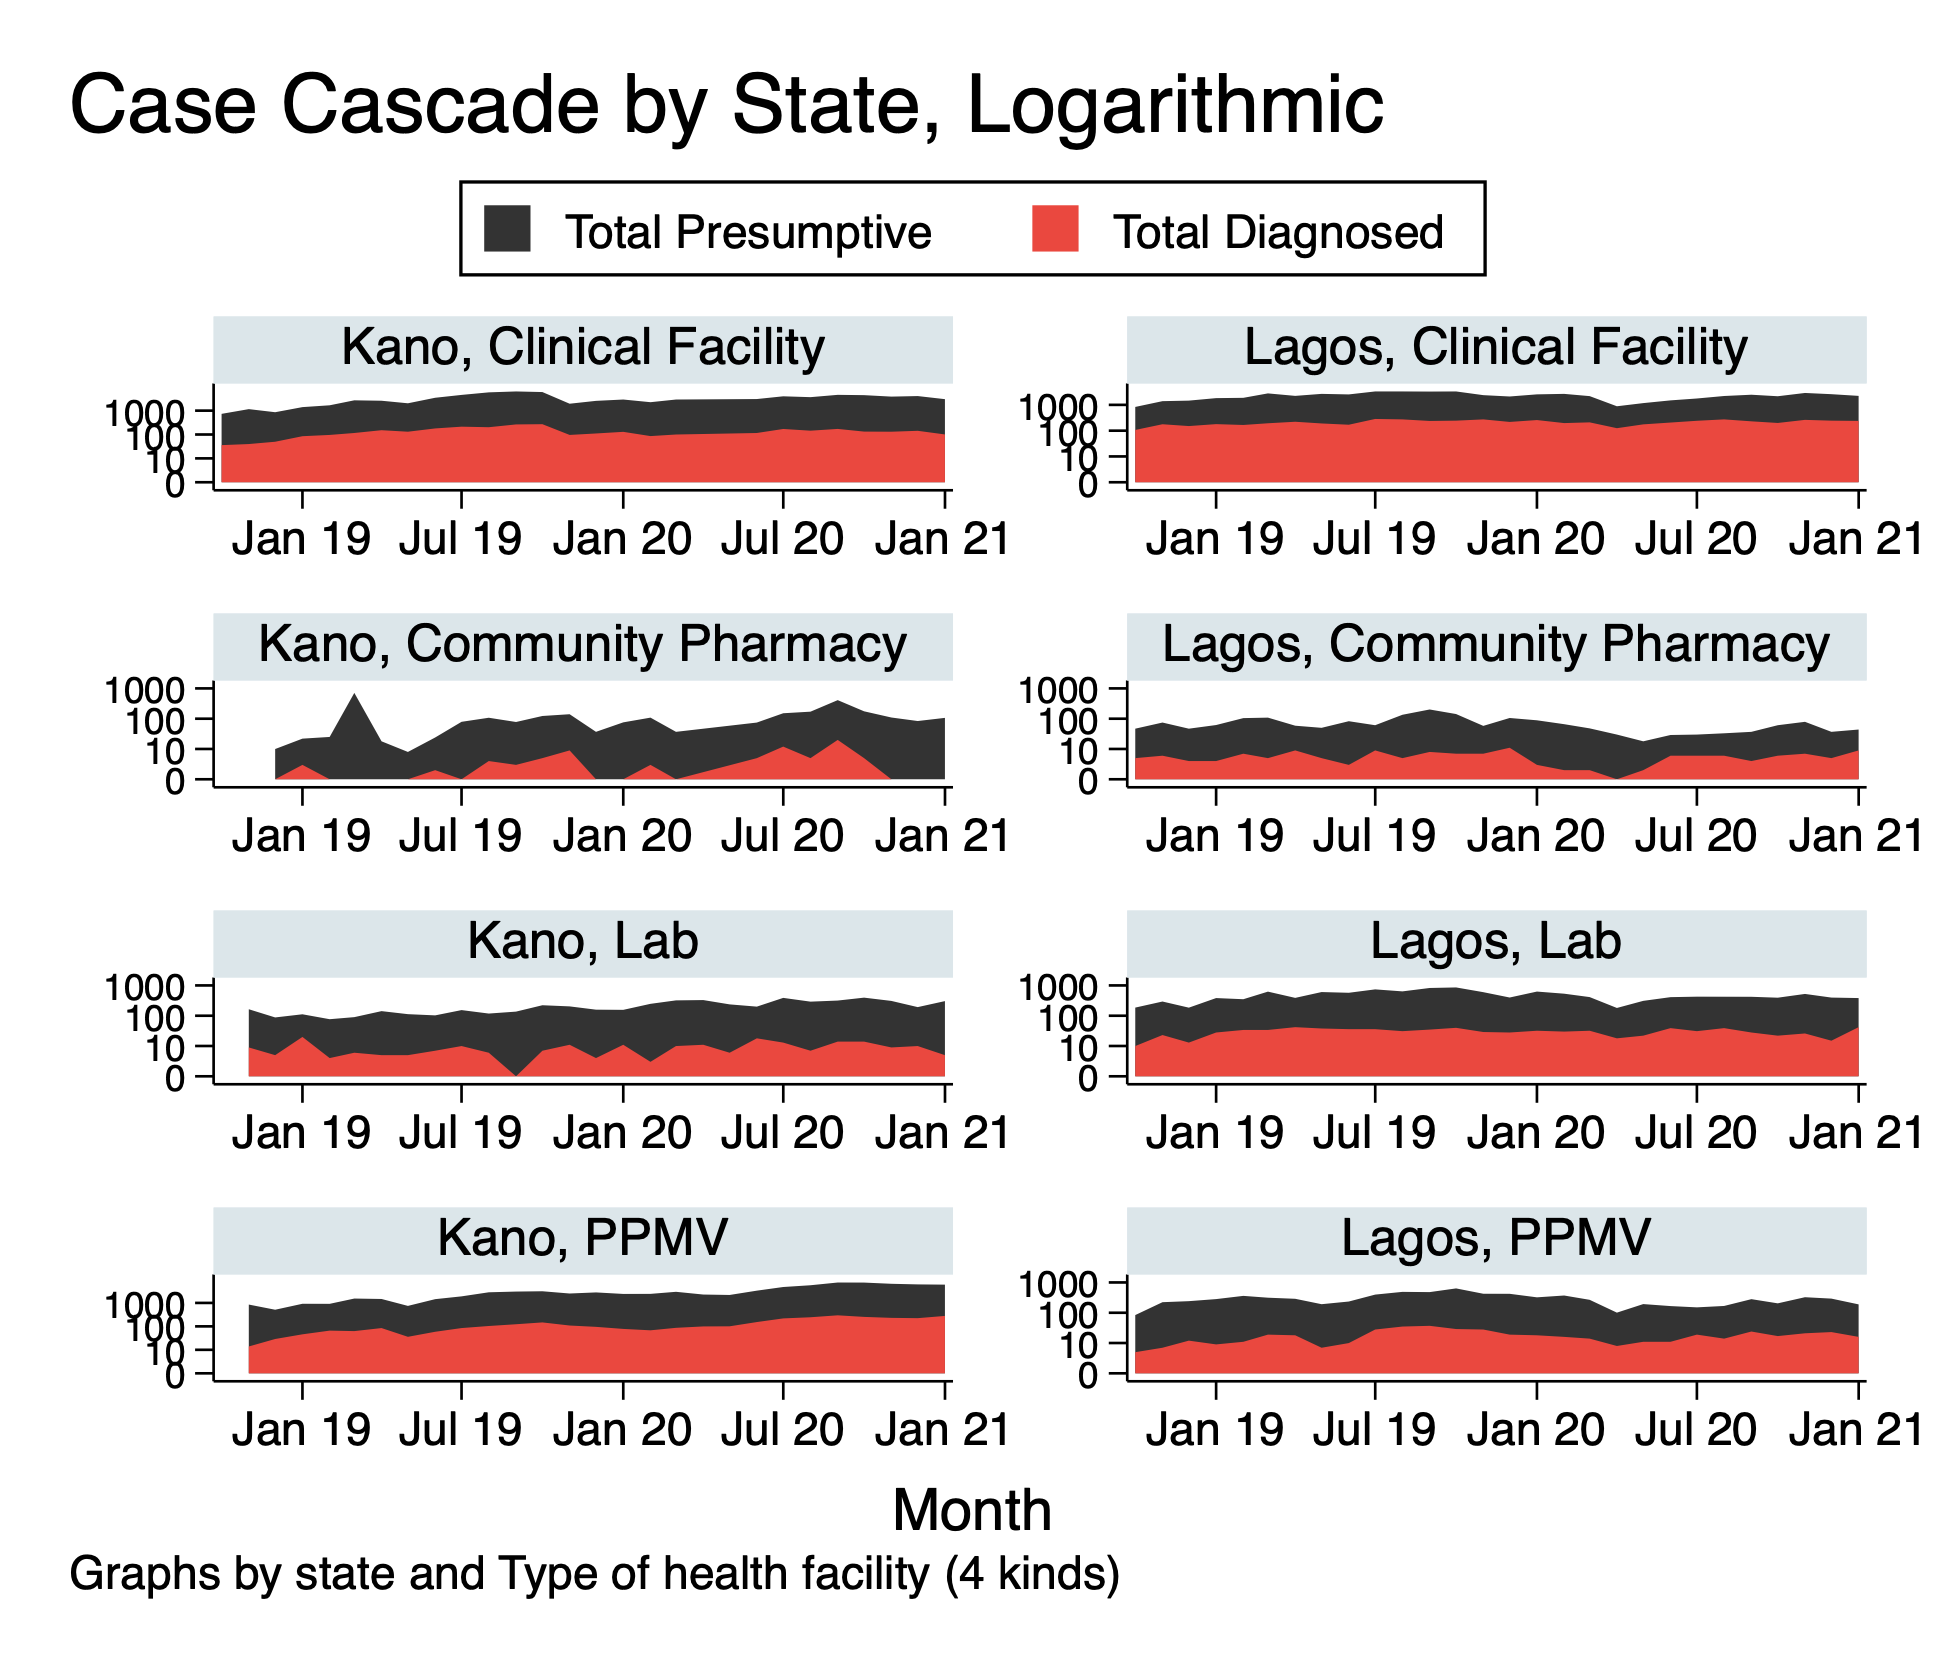 Case Cascade by State, Logarithmic
Total Presumptive Total Diagnosed
Kano, Clinical Facility
1000
100
10
0
Jan 19 Jul 19 Jan 20 Jul 20 Jan 21
Lagos, Clinical Facility
1000
100
10
0
Jan 19 Jul 19 Jan 20 Jul 20 Jan 21
Kano, Community Pharmacy
1000
100
10
0
Jan 19 Jul 19 Jan 20 Jul 20 Jan 21
Lagos, Community Pharmacy
1000
100
10
0
Jan 19 Jul 19 Jan 20 Jul 20 Jan 21
Kano, Lab
1000
100
10
0
Jan 19 Jul 19 Jan 20 Jul 20 Jan 21
Lagos, Lab
1000
100
10
0
Jan 19 Jul 19 Jan 20 Jul 20 Jan 21
Kano, PPMV
1000
100
10
0
Jan 19 Jul 19 Jan 20 Jul 20 Jan 21
Lagos, PPMV
1000
100
10
0
Jan 19 Jul 19 Jan 20 Jul 20 Jan 21
Month
Graphs by state and Type of health facility (4 kinds)